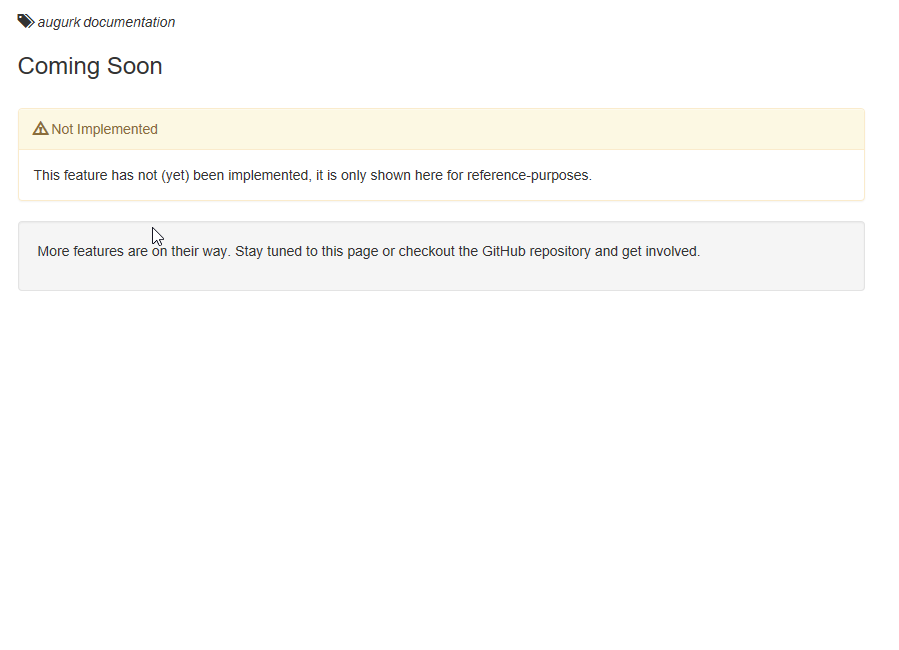 augurk documentation
Coming Soon
Not Implemented
This feature has not (yet) been implemented, it is only shown here for reference-purposes.
More features are on their way. Stay tuned to this page or checkout the GitHub repository and get involved.